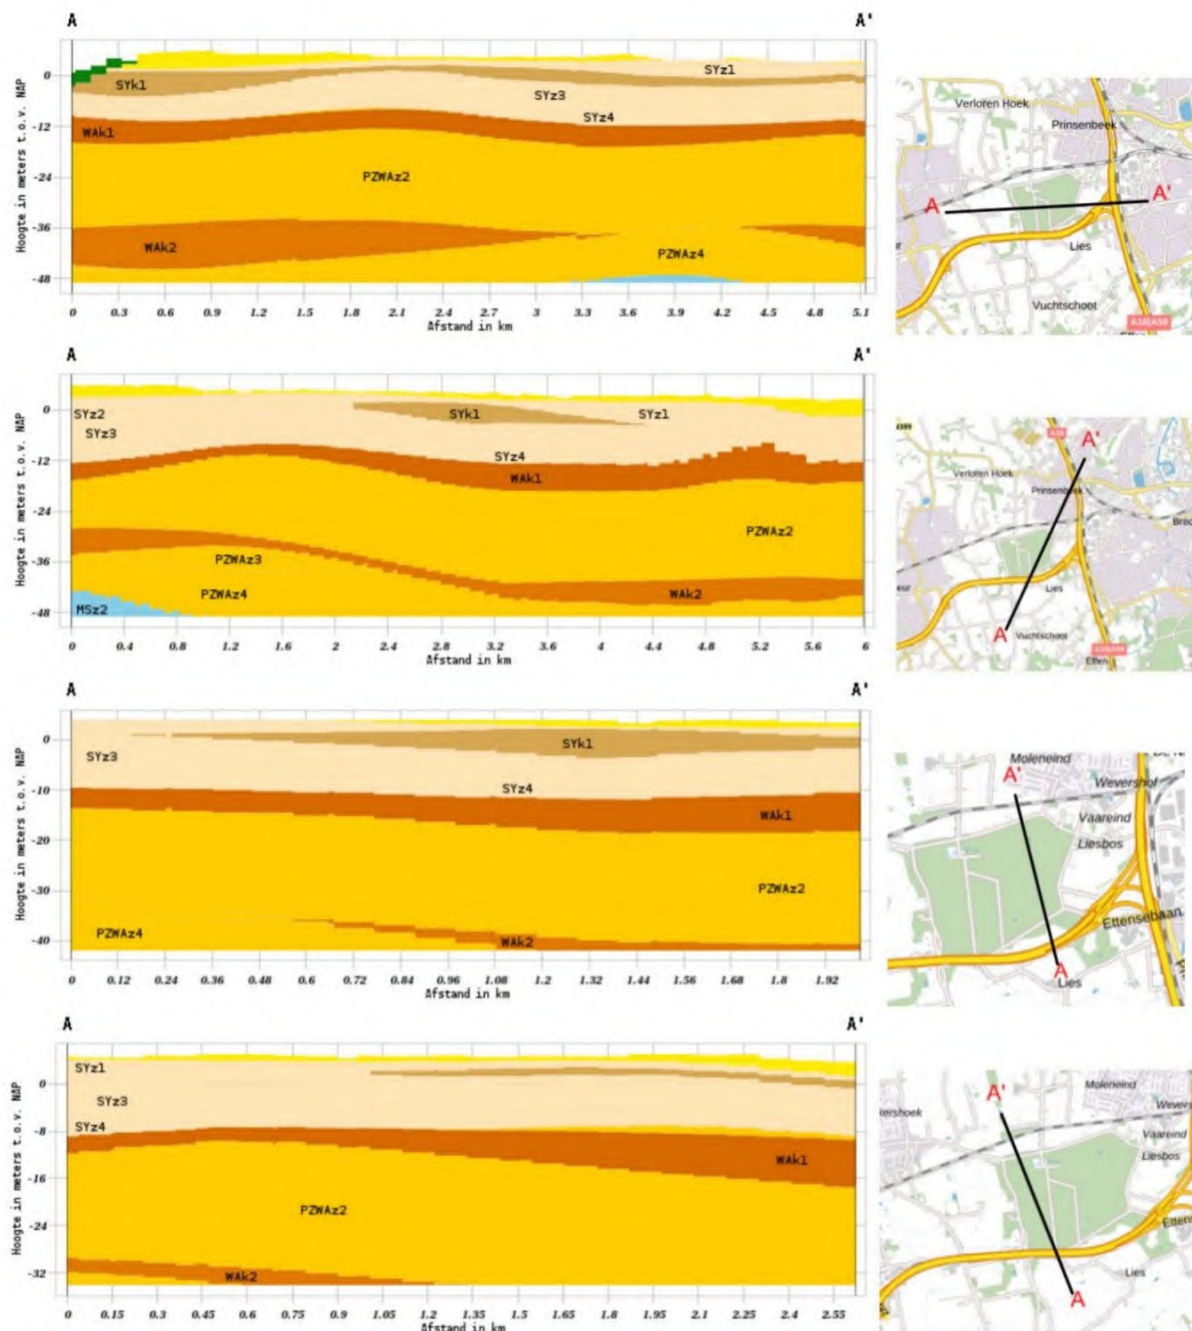 A A'
Hoogte in meters t.o.v. NAP
0
-12
-24
-36
-48
SYk1
SYz1
SYz3
SYz4
WAk1
PZWAz2
WAk2
PZWAz4
0 0.3 0.6 0.9 1.2 1.5 1.8 2.1 2.4 2.7 3 3.3 3.6 3.9 4.2 4.5 4.8 5.1
Afstand in km
Verloren Hoek
Prinsenbeek
A
A'
Lies
Vuchtschoot
A16|A58
A A'
Hoogte in meters t.o.v. NAP
0
-12
-24
-36
-48
SYz2
SYz3
SYk1
SYz1
SYz4
WAk1
PZWAz2
PZWAz3
PZWAz4
WAk2
MSz2
0 0.4 0.8 1.2 1.6 2 2.4 2.8 3.2 3.6 4 4.4 4.8 5.2 5.6 6
Afstand in km
A'
Verloren Hoek
Prinsenbeek
Lies
A
Vuchtschoot
Effen
A A'
Hoogte in meters t.o.v. NAP
0
-10
-20
-30
-40
SYz3
SYk1
SYz4
WAk1
PZWAz2
PZWAz4
WAk2
0 0.12 0.24 0.36 0.48 0.6 0.72 0.84 0.96 1.08 1.2 1.32 1.44 1.56 1.68 1.8 1.92
Afstand in km
Moleneind
A'
Wevershof
Vaareind
Liesbos
Ettensebaan
A
Lies
A A'
Hoogte in meters t.o.v. NAP
0
-8
-16
-24
-32
SYz1
SYz3
SYz4
WAk1
PZWAz2
WAk2
0 0.15 0.3 0.45 0.6 0.75 0.9 1.05 1.2 1.35 1.5 1.65 1.8 1.95 2.1 2.25 2.4 2.55
Afstand in km
Moleneind
A'
ershoek
Wevers
Vaareind
Liesbos
Ettens
Lies
A